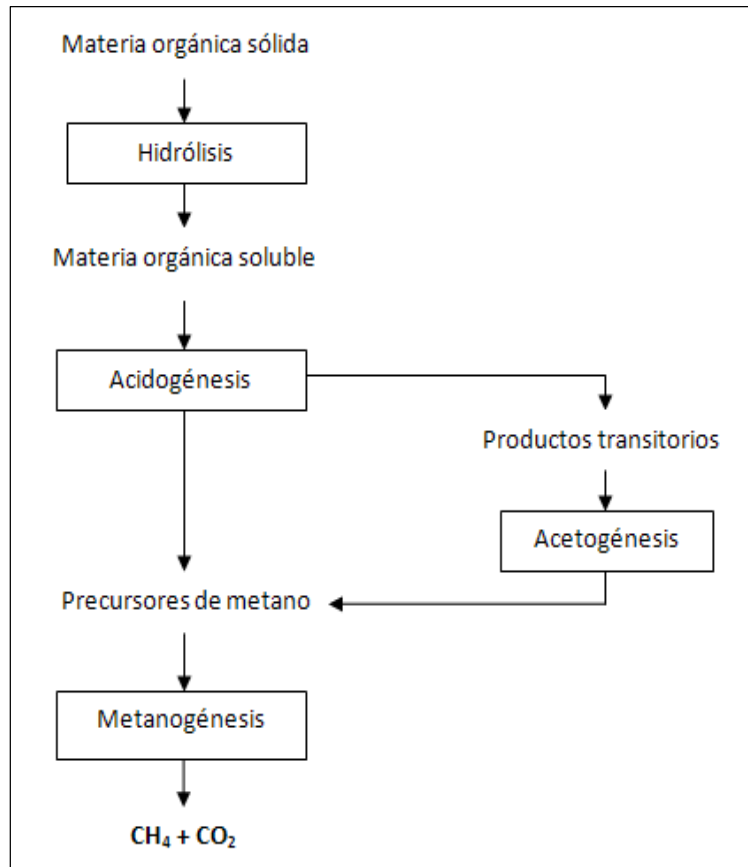 Materia orgánica sólida
Hidrólisis
Materia orgánica soluble
Acidogénesis
Productos transitorios
Acetogénesis
Precursores de metano
Metanogénesis
CH₄ + CO₂